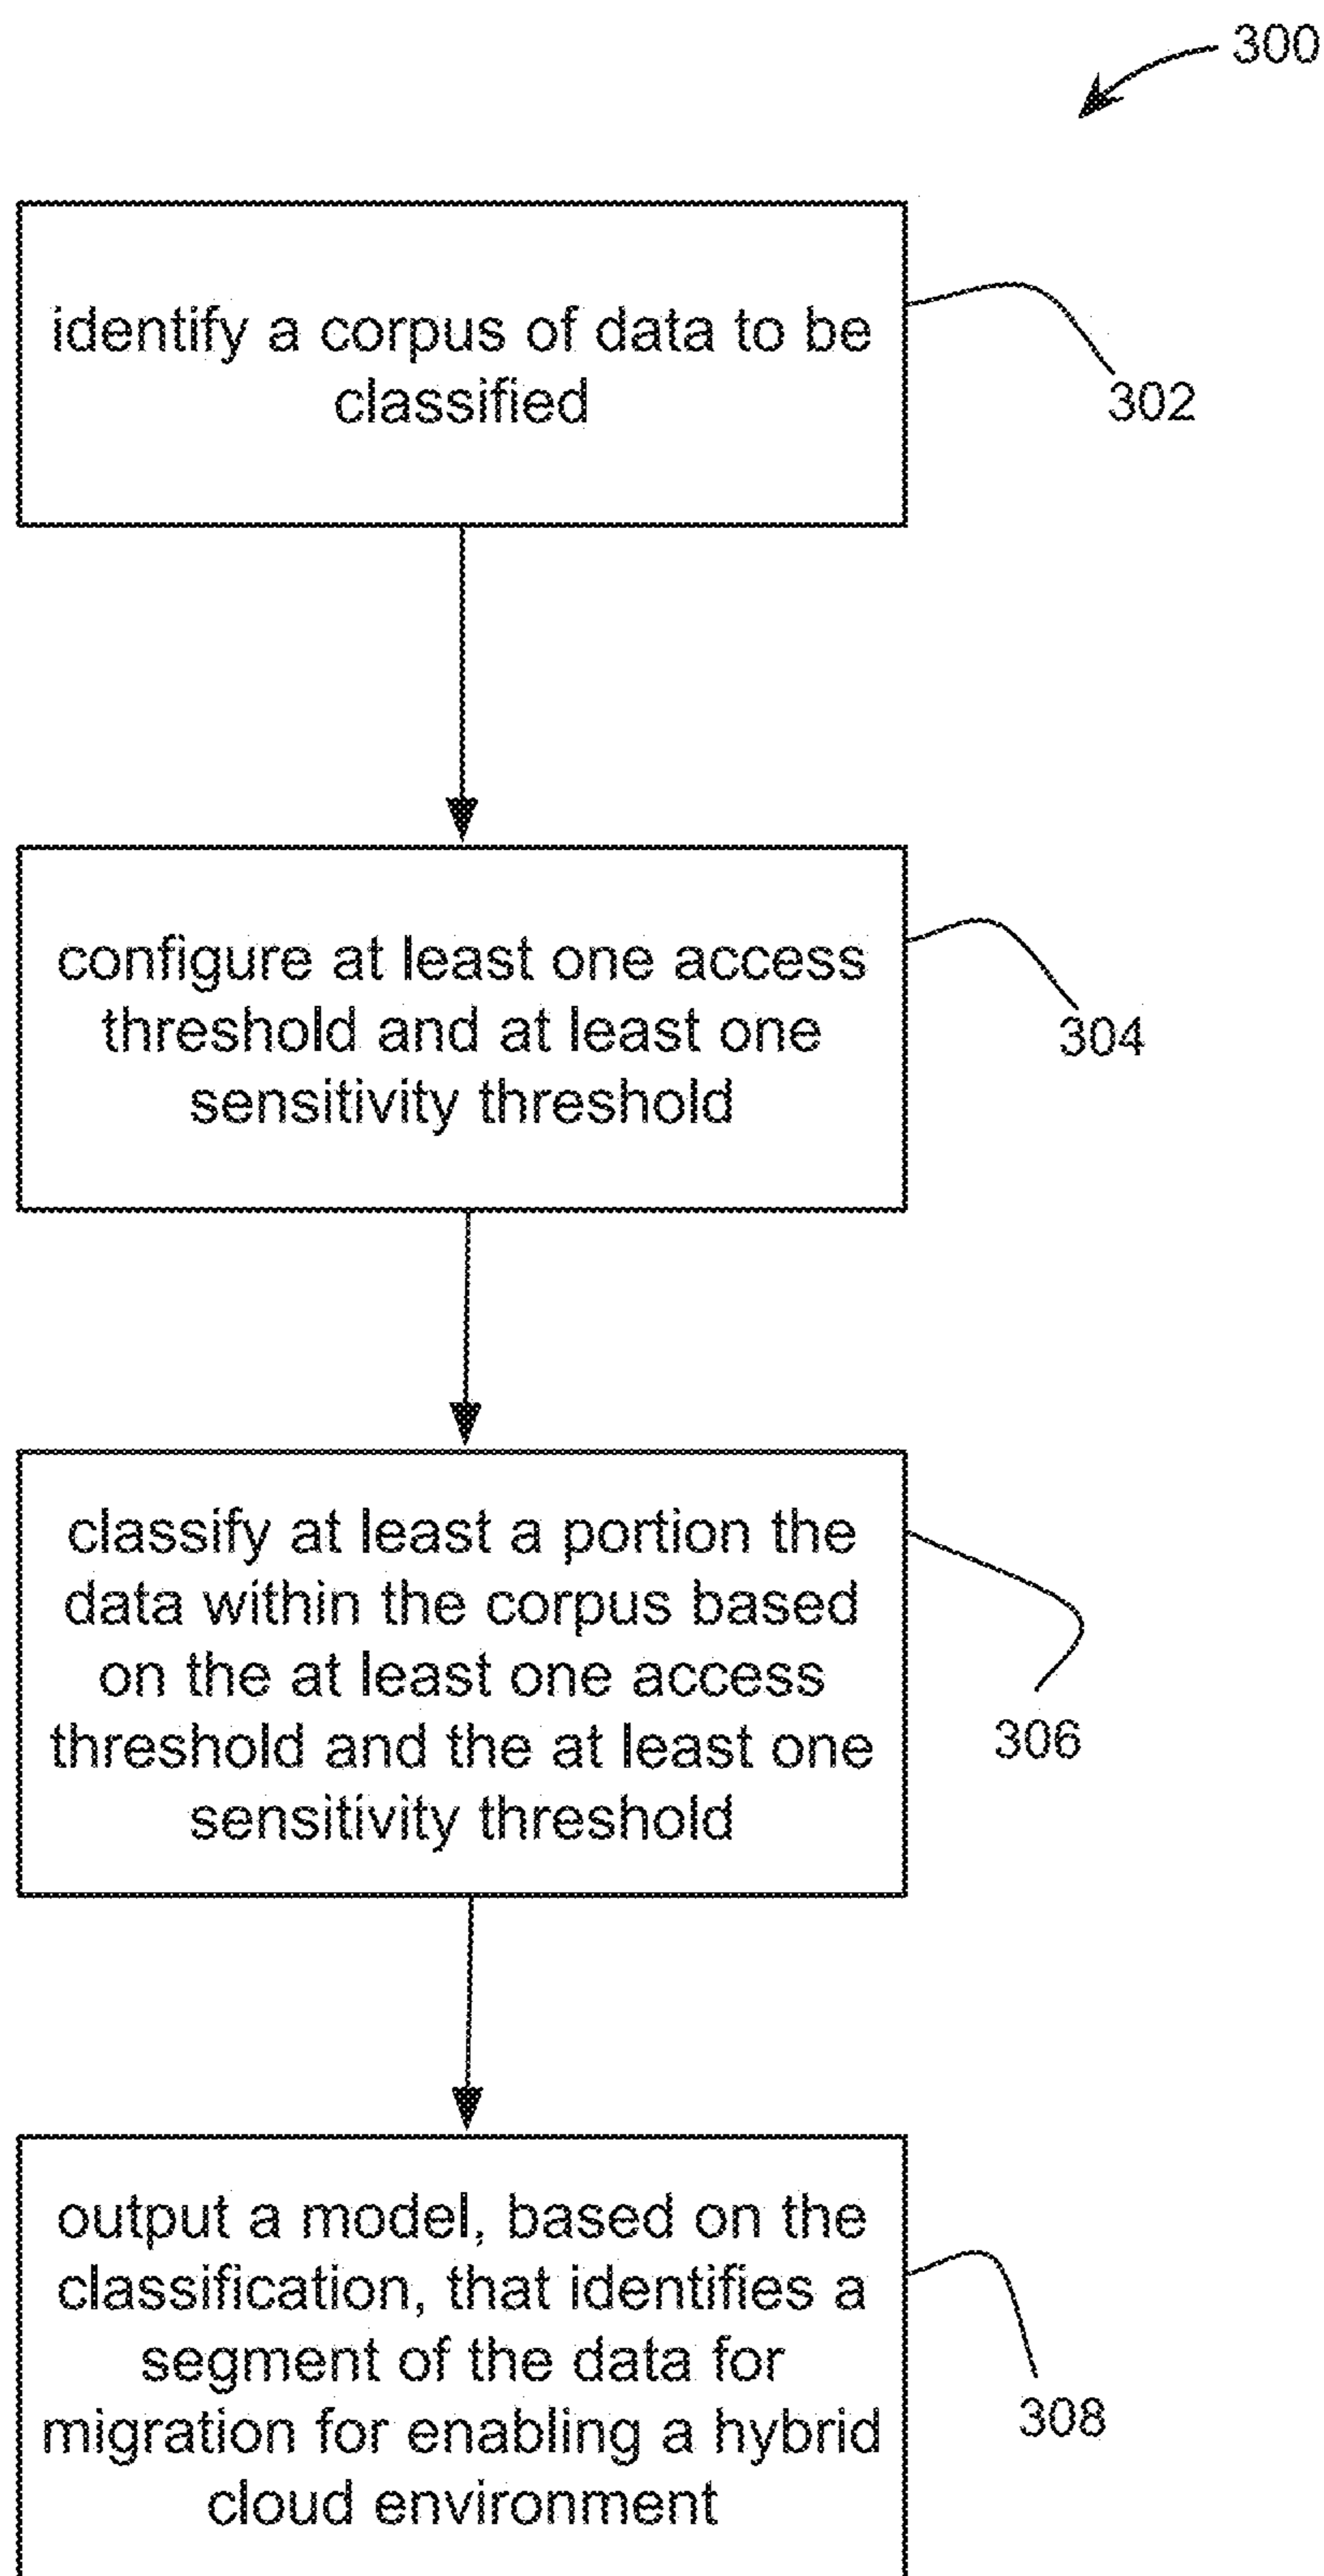 300
identify a corpus of data to be
classified
302
configure at least one access
threshold and at least one
sensitivity threshold
304
classify at least a portion the
data within the corpus based
on the at least one access
threshold and the at least one
sensitivity threshold
306
output a model, based on the
classification, that identifies a
segment of the data for
migration for enabling a hybrid
cloud environment
308